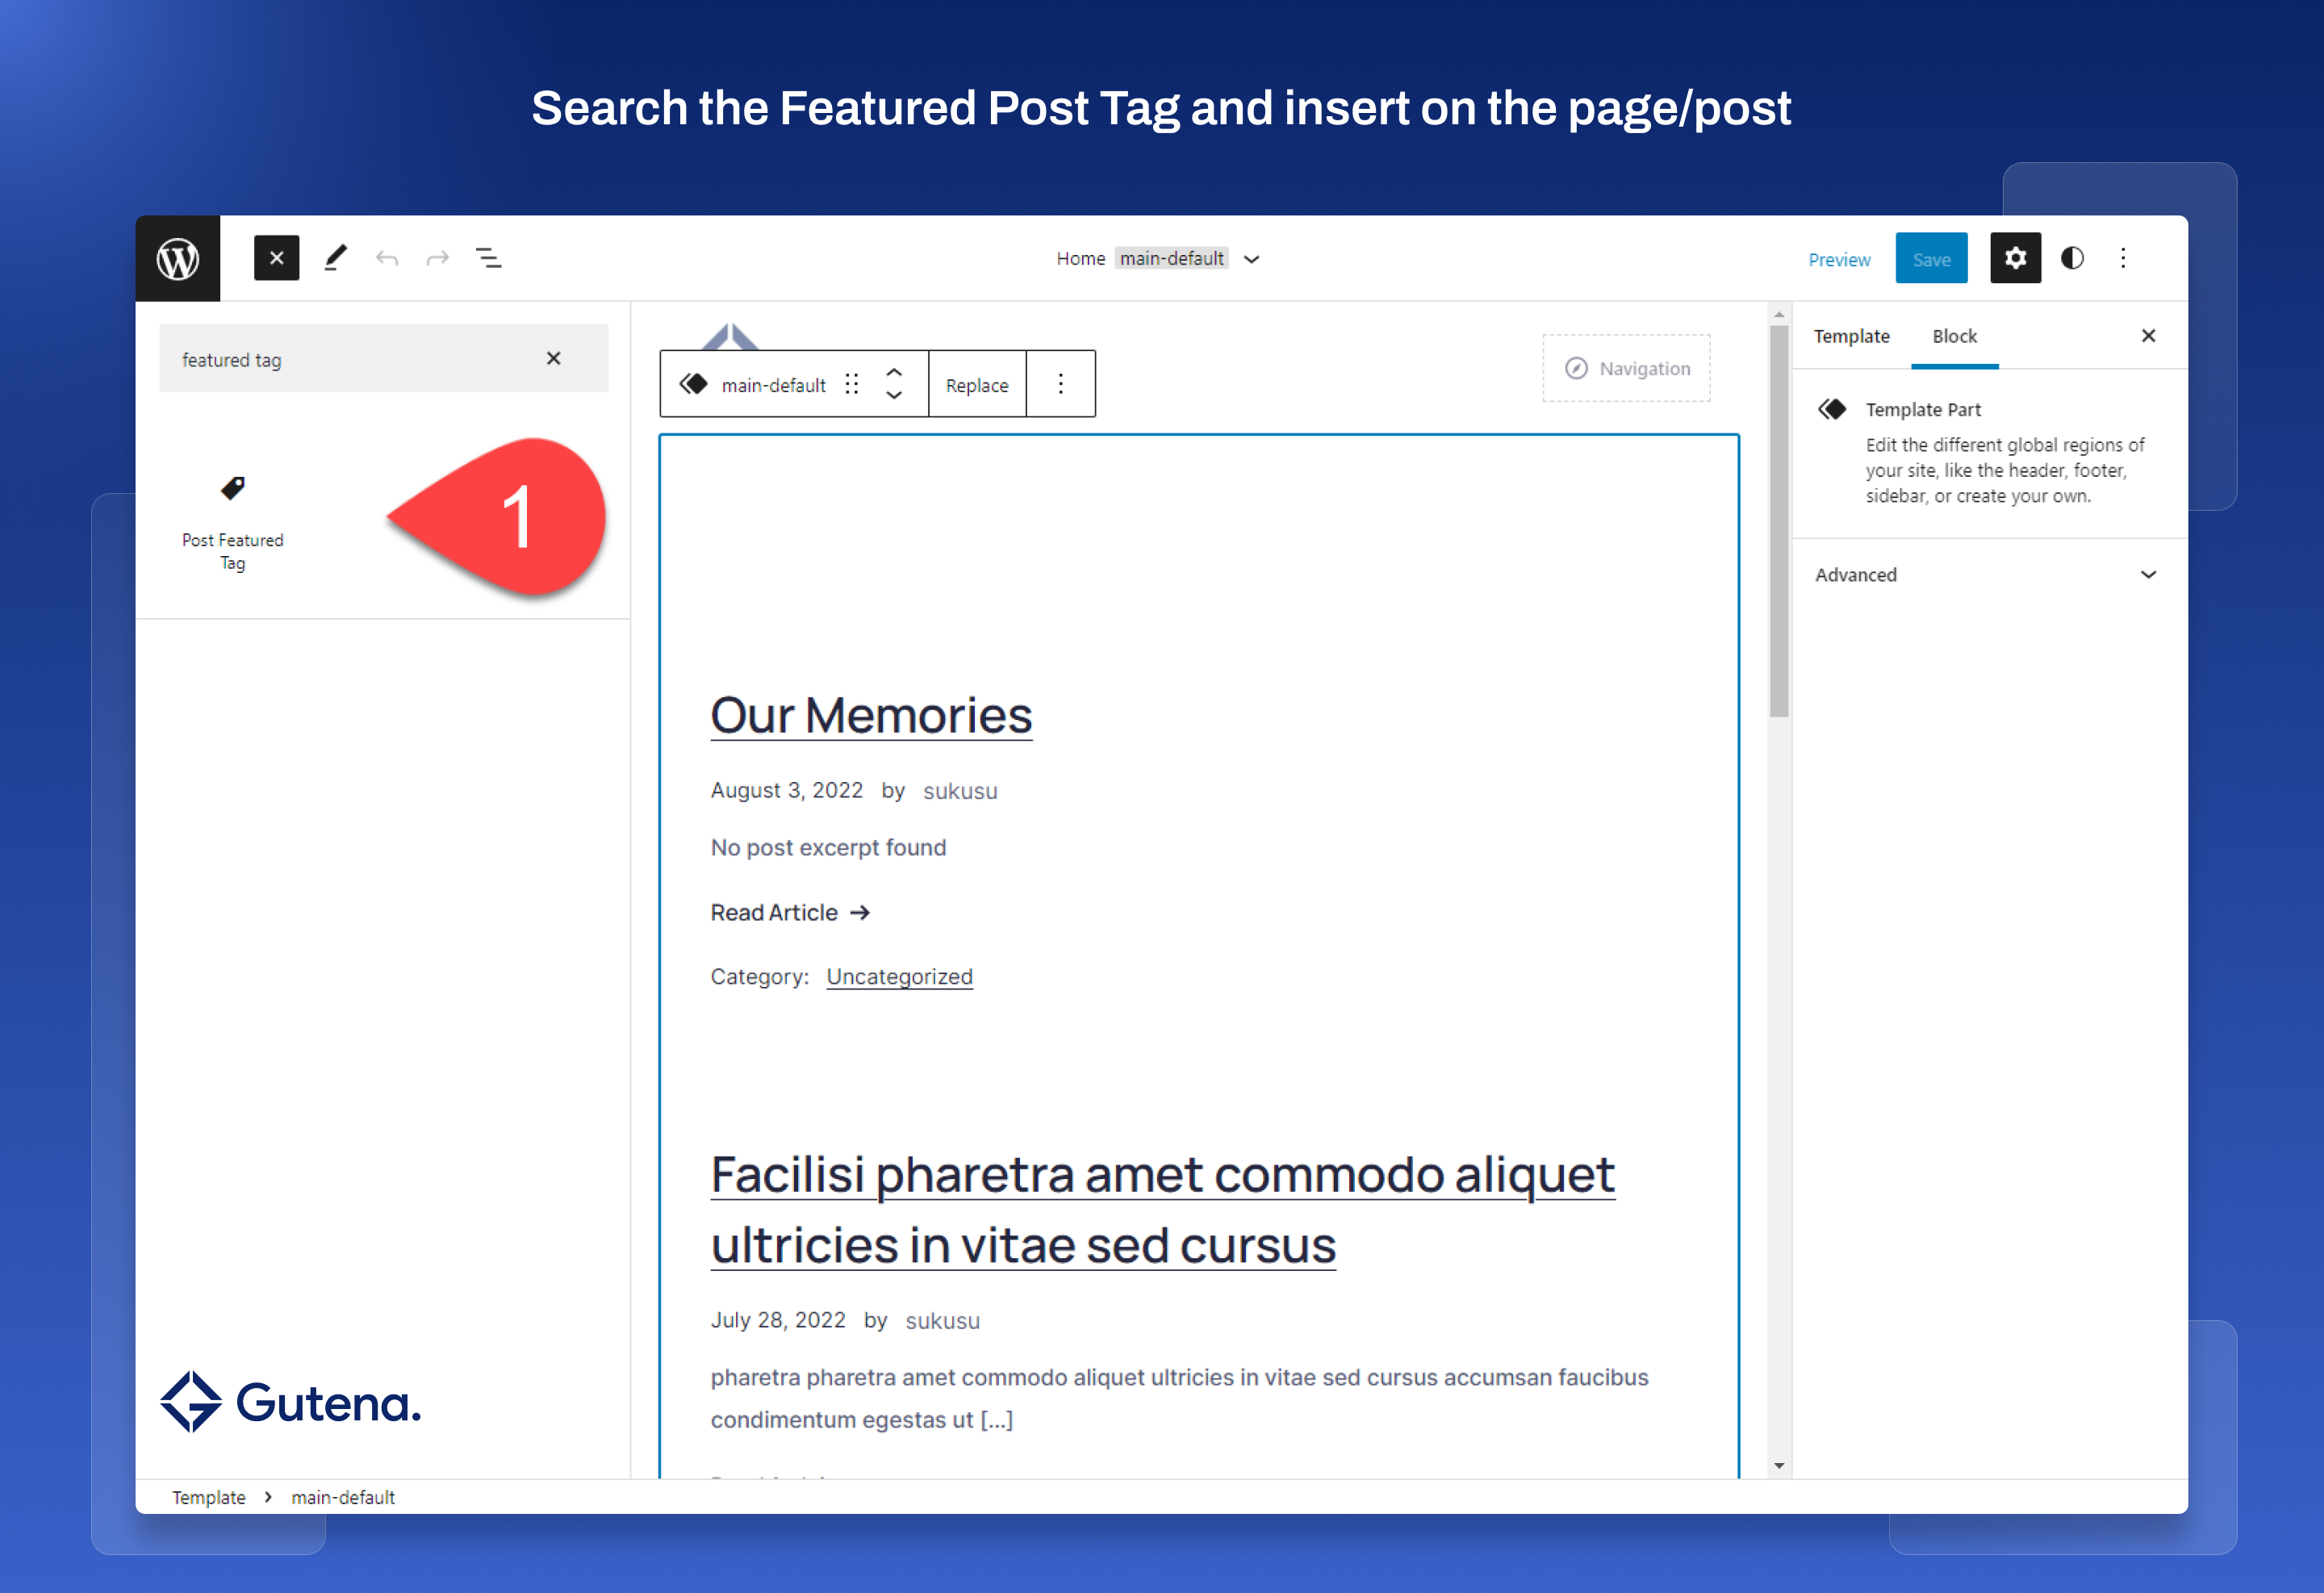 Search the Featured Post Tag and insert on the page/post
Home main-default
Preview
Save
featured tag
Post Featured
Tag
1
main-default
Replace
Navigation
Our Memories
August 3, 2022 by sukusu
No post excerpt found
Read Article →
Category: Uncategorized
Facilisi pharetra amet commodo aliquet
ultricies in vitae sed cursus
July 28, 2022 by sukusu
pharetra pharetra amet commodo aliquet ultricies in vitae sed cursus accumsan faucibus
condimentum egestas ut [...]
Template Block
Template Part
Edit the different global regions of
your site, like the header, footer,
sidebar, or create your own.
Advanced
Gutena.
Template > main-default